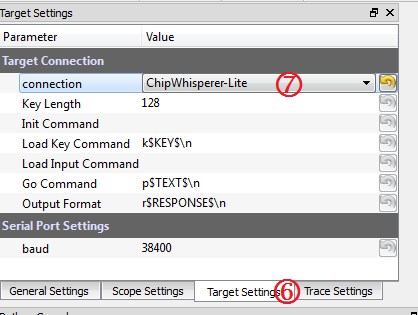 Target Settings
Parameter Value
Target Connection
connection ChipWhisperer-Lite ⑦
Key Length 128
Init Command
Load Key Command k$KEY$\n
Load Input Command
Go Command p$TEXT$\n
Output Format r$RESPONSE$\n
Serial Port Settings
baud 38400
General Settings Scope Settings Target Settings ⑥ Trace Settings